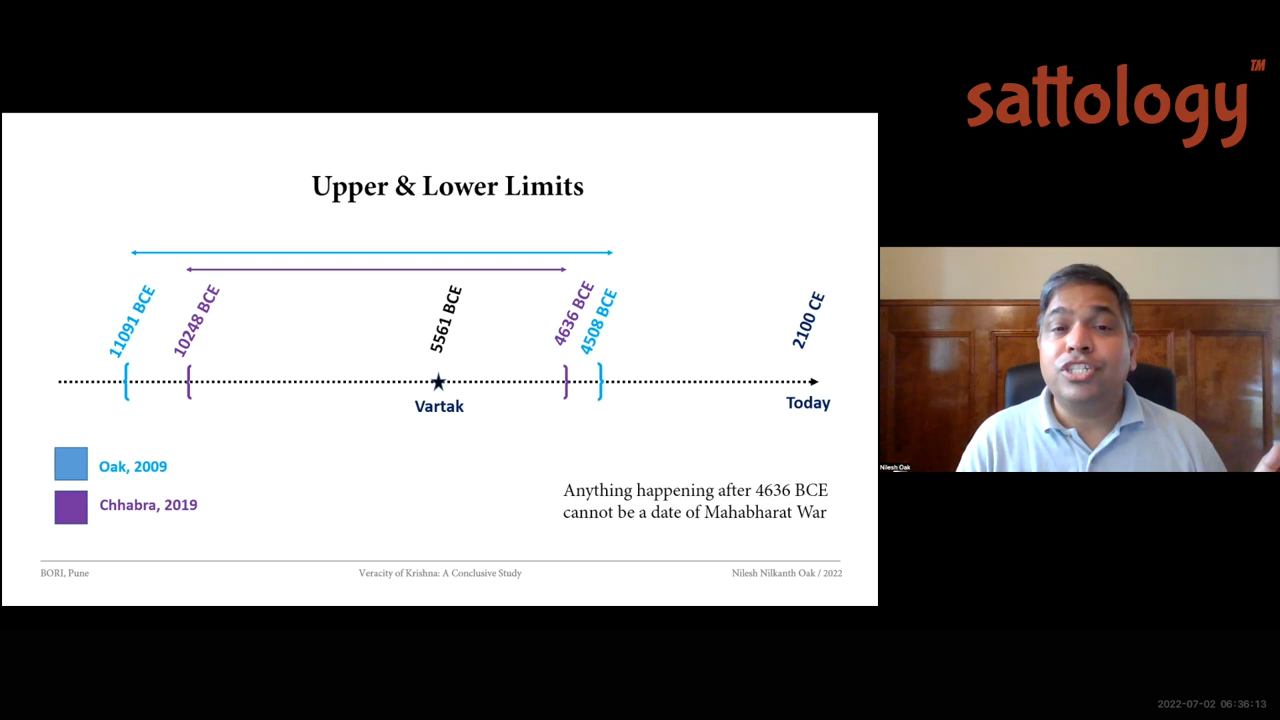 sattology™
Upper & Lower Limits
11091 BCE
10248 BCE
5561 BCE
4636 BCE
4508 BCE
2100 CE
Vartak
Today
Oak, 2009
Chhabra, 2019
Anything happening after 4636 BCE
cannot be a date of Mahabharat War
BORI, Pune
Veracity of Krishna: A Conclusive Study
Nilesh Nilkanth Oak / 2022
Nilesh Oak
2022-07-02 06:36:13